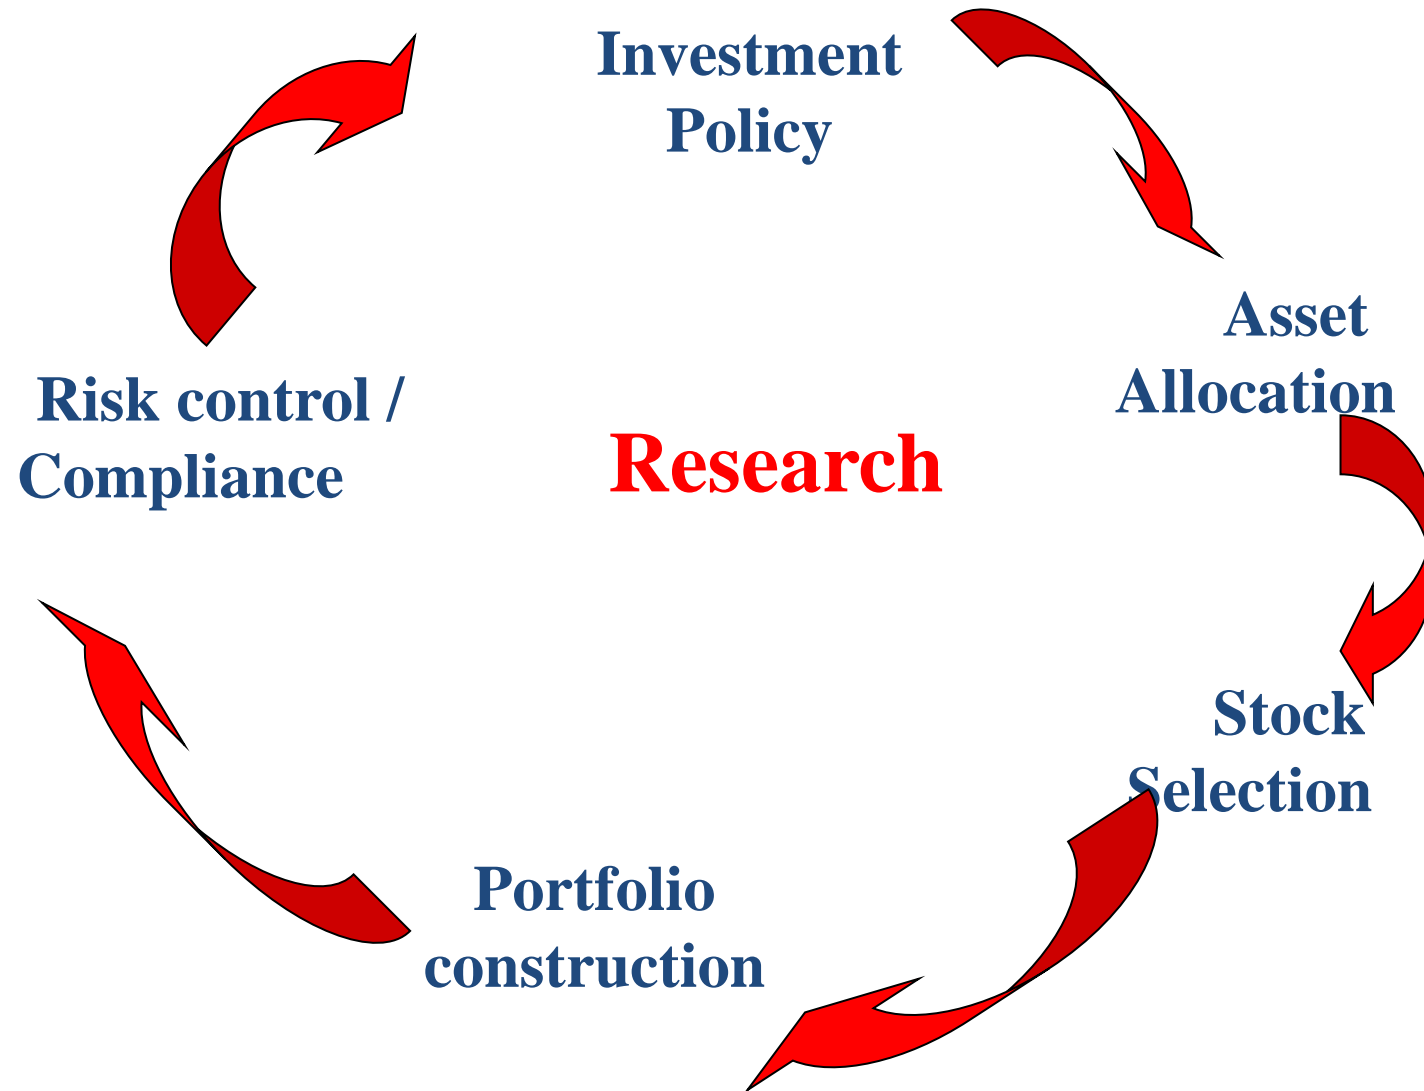 Investment
Policy
Asset
Allocation
Risk control /
Compliance
Research
Stock
Selection
Portfolio
construction